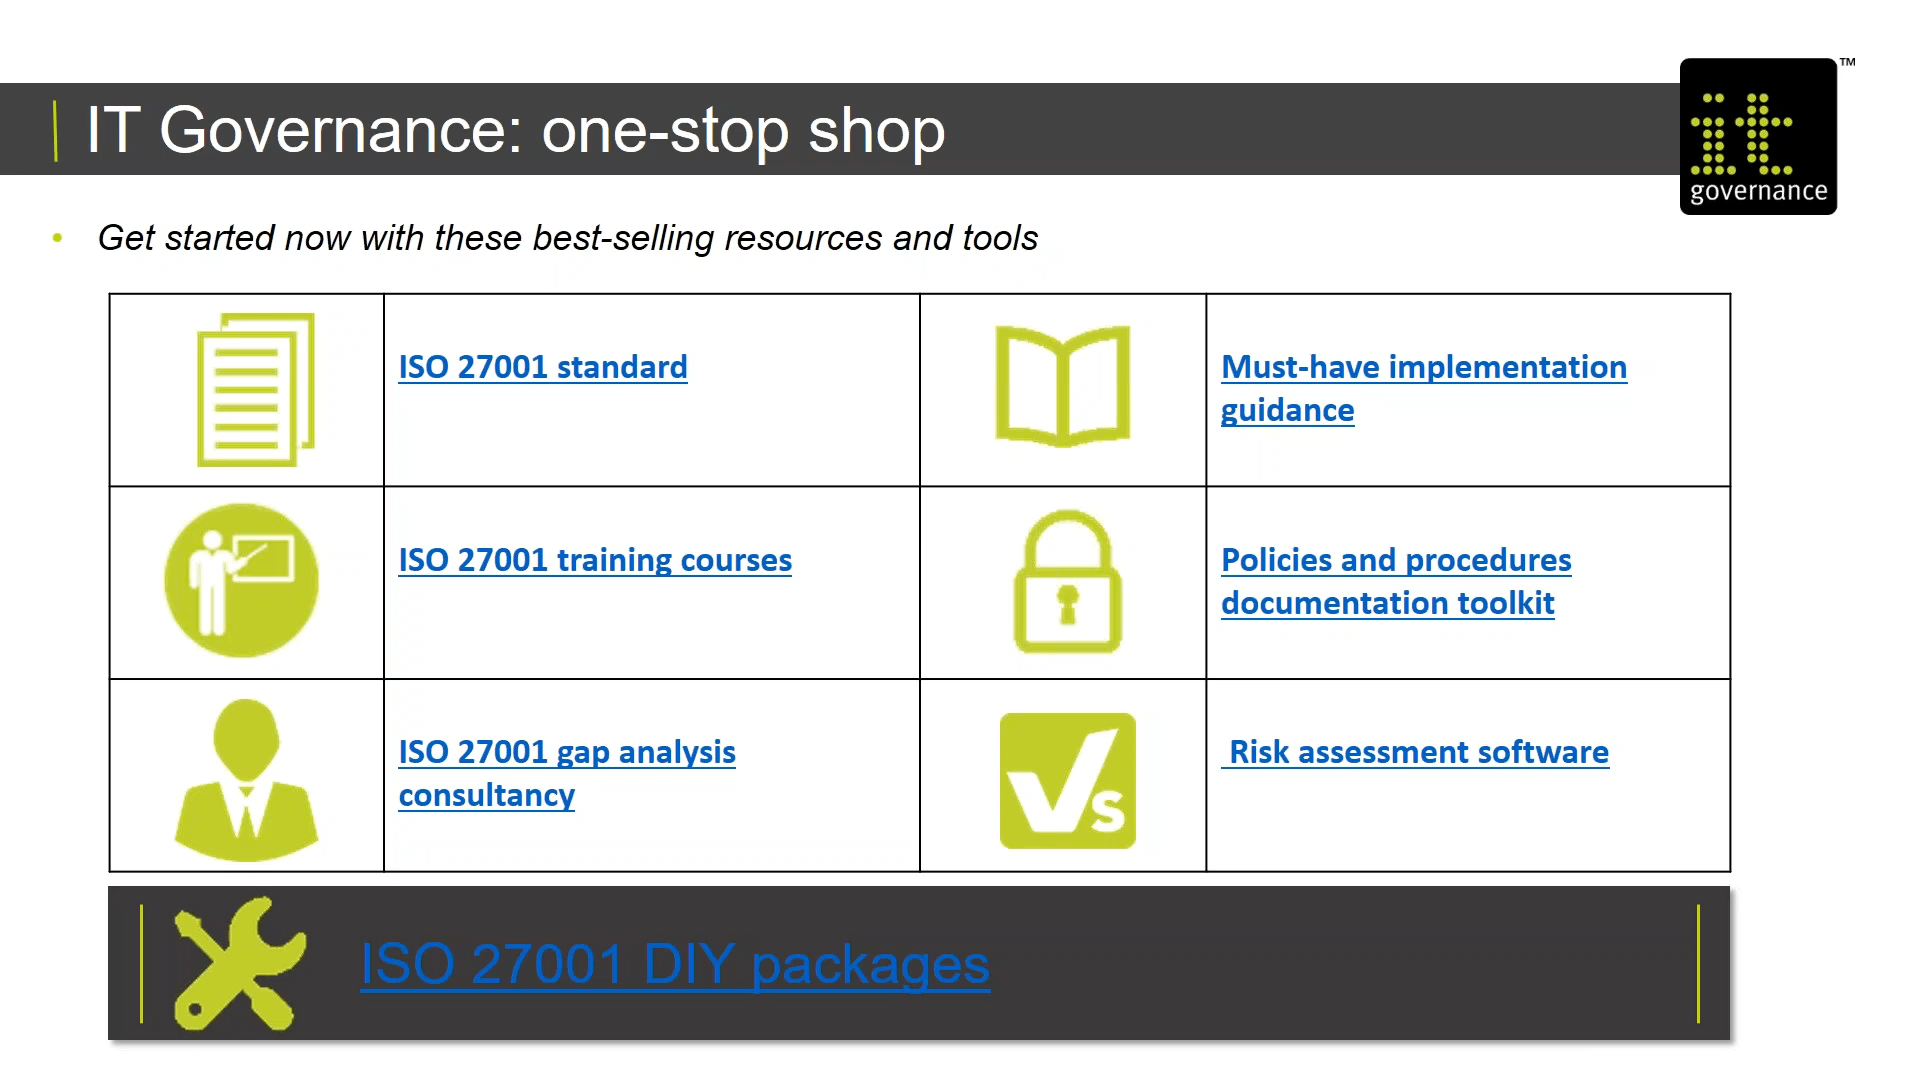 IT Governance: one-stop shop
TM
it
governance
• Get started now with these best-selling resources and tools
ISO 27001 standard
Must-have implementation
guidance
ISO 27001 training courses
Policies and procedures
documentation toolkit
ISO 27001 gap analysis
consultancy
Vs
Risk assessment software
ISO 27001 DIY packages